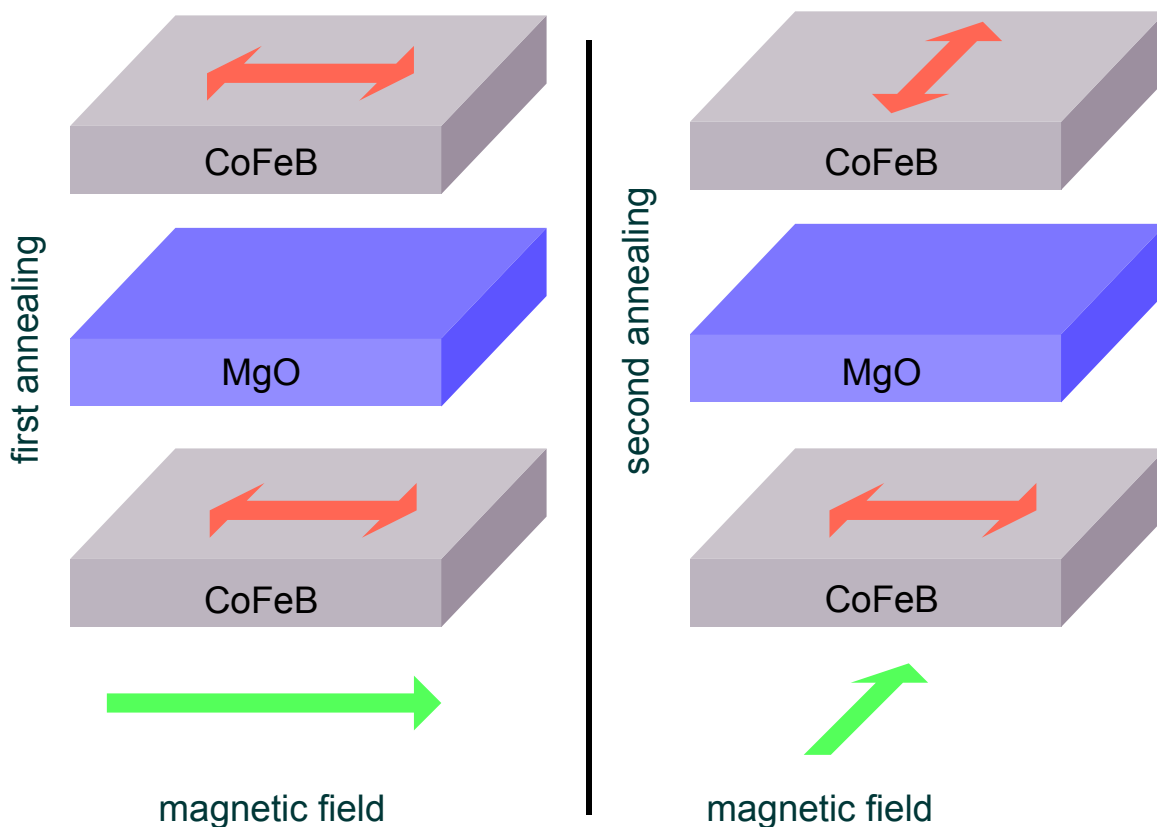 first annealing
CoFeB
MgO
CoFeB
magnetic field
second annealing
CoFeB
MgO
CoFeB
magnetic field